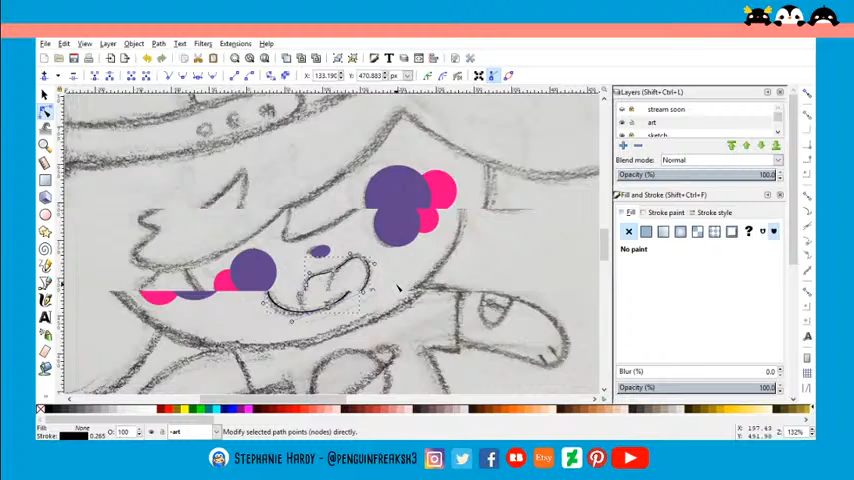 File Edit View Layer Object Path Text Filters Extensions Help
X: 133.190 Y: 470.883 px
Layers (Shift+L)
stream soon
art
sketch
Blend mode: Normal
Opacity (%) 100.0
Fill and Stroke (Shift+F)
Fill Stroke paint Stroke style
No paint
Blur (%) 0.0
Opacity (%) 100.0
Fill: None
Stroke: 0.265 O: 100 art Modify selected path points (nodes) directly. X: 197.43 Y: 491.90 Z: 132%
Stephanie Hardy - @penguinfreaksh3 Etsy